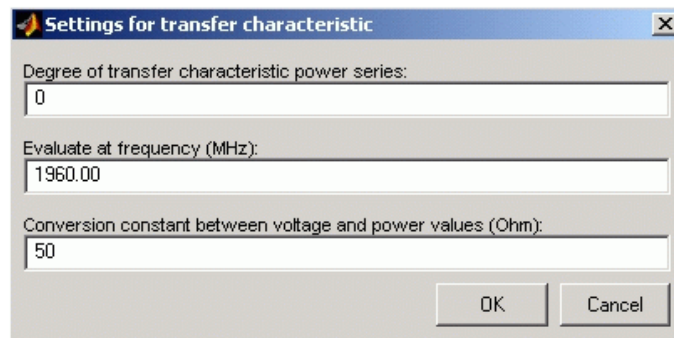 Settings for transfer characteristic
Degree of transfer characteristic power series:
0
Evaluate at frequency (MHz):
1960.00
Conversion constant between voltage and power values (Ohm):
50
OK Cancel